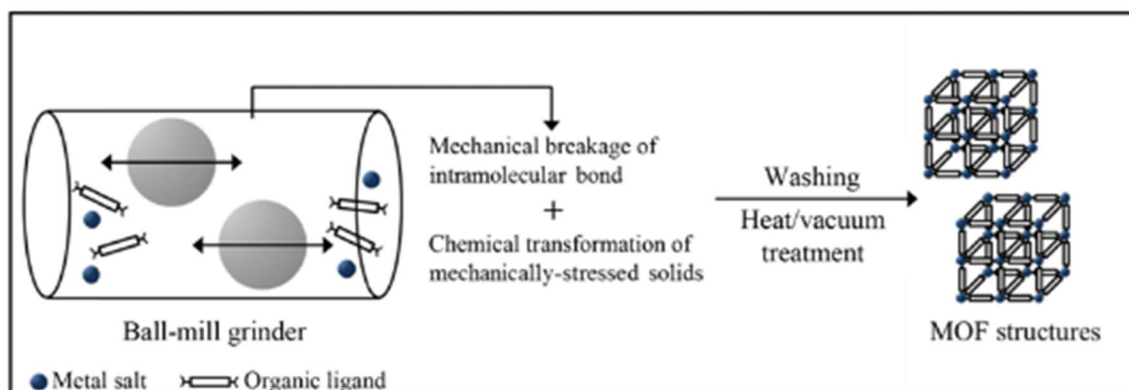 Mechanical breakage of
intramolecular bond
+
Chemical transformation of
mechanically-stressed solids
Washing
Heat/vacuum
treatment
Ball-mill grinder
MOF structures
Metal salt
Organic ligand